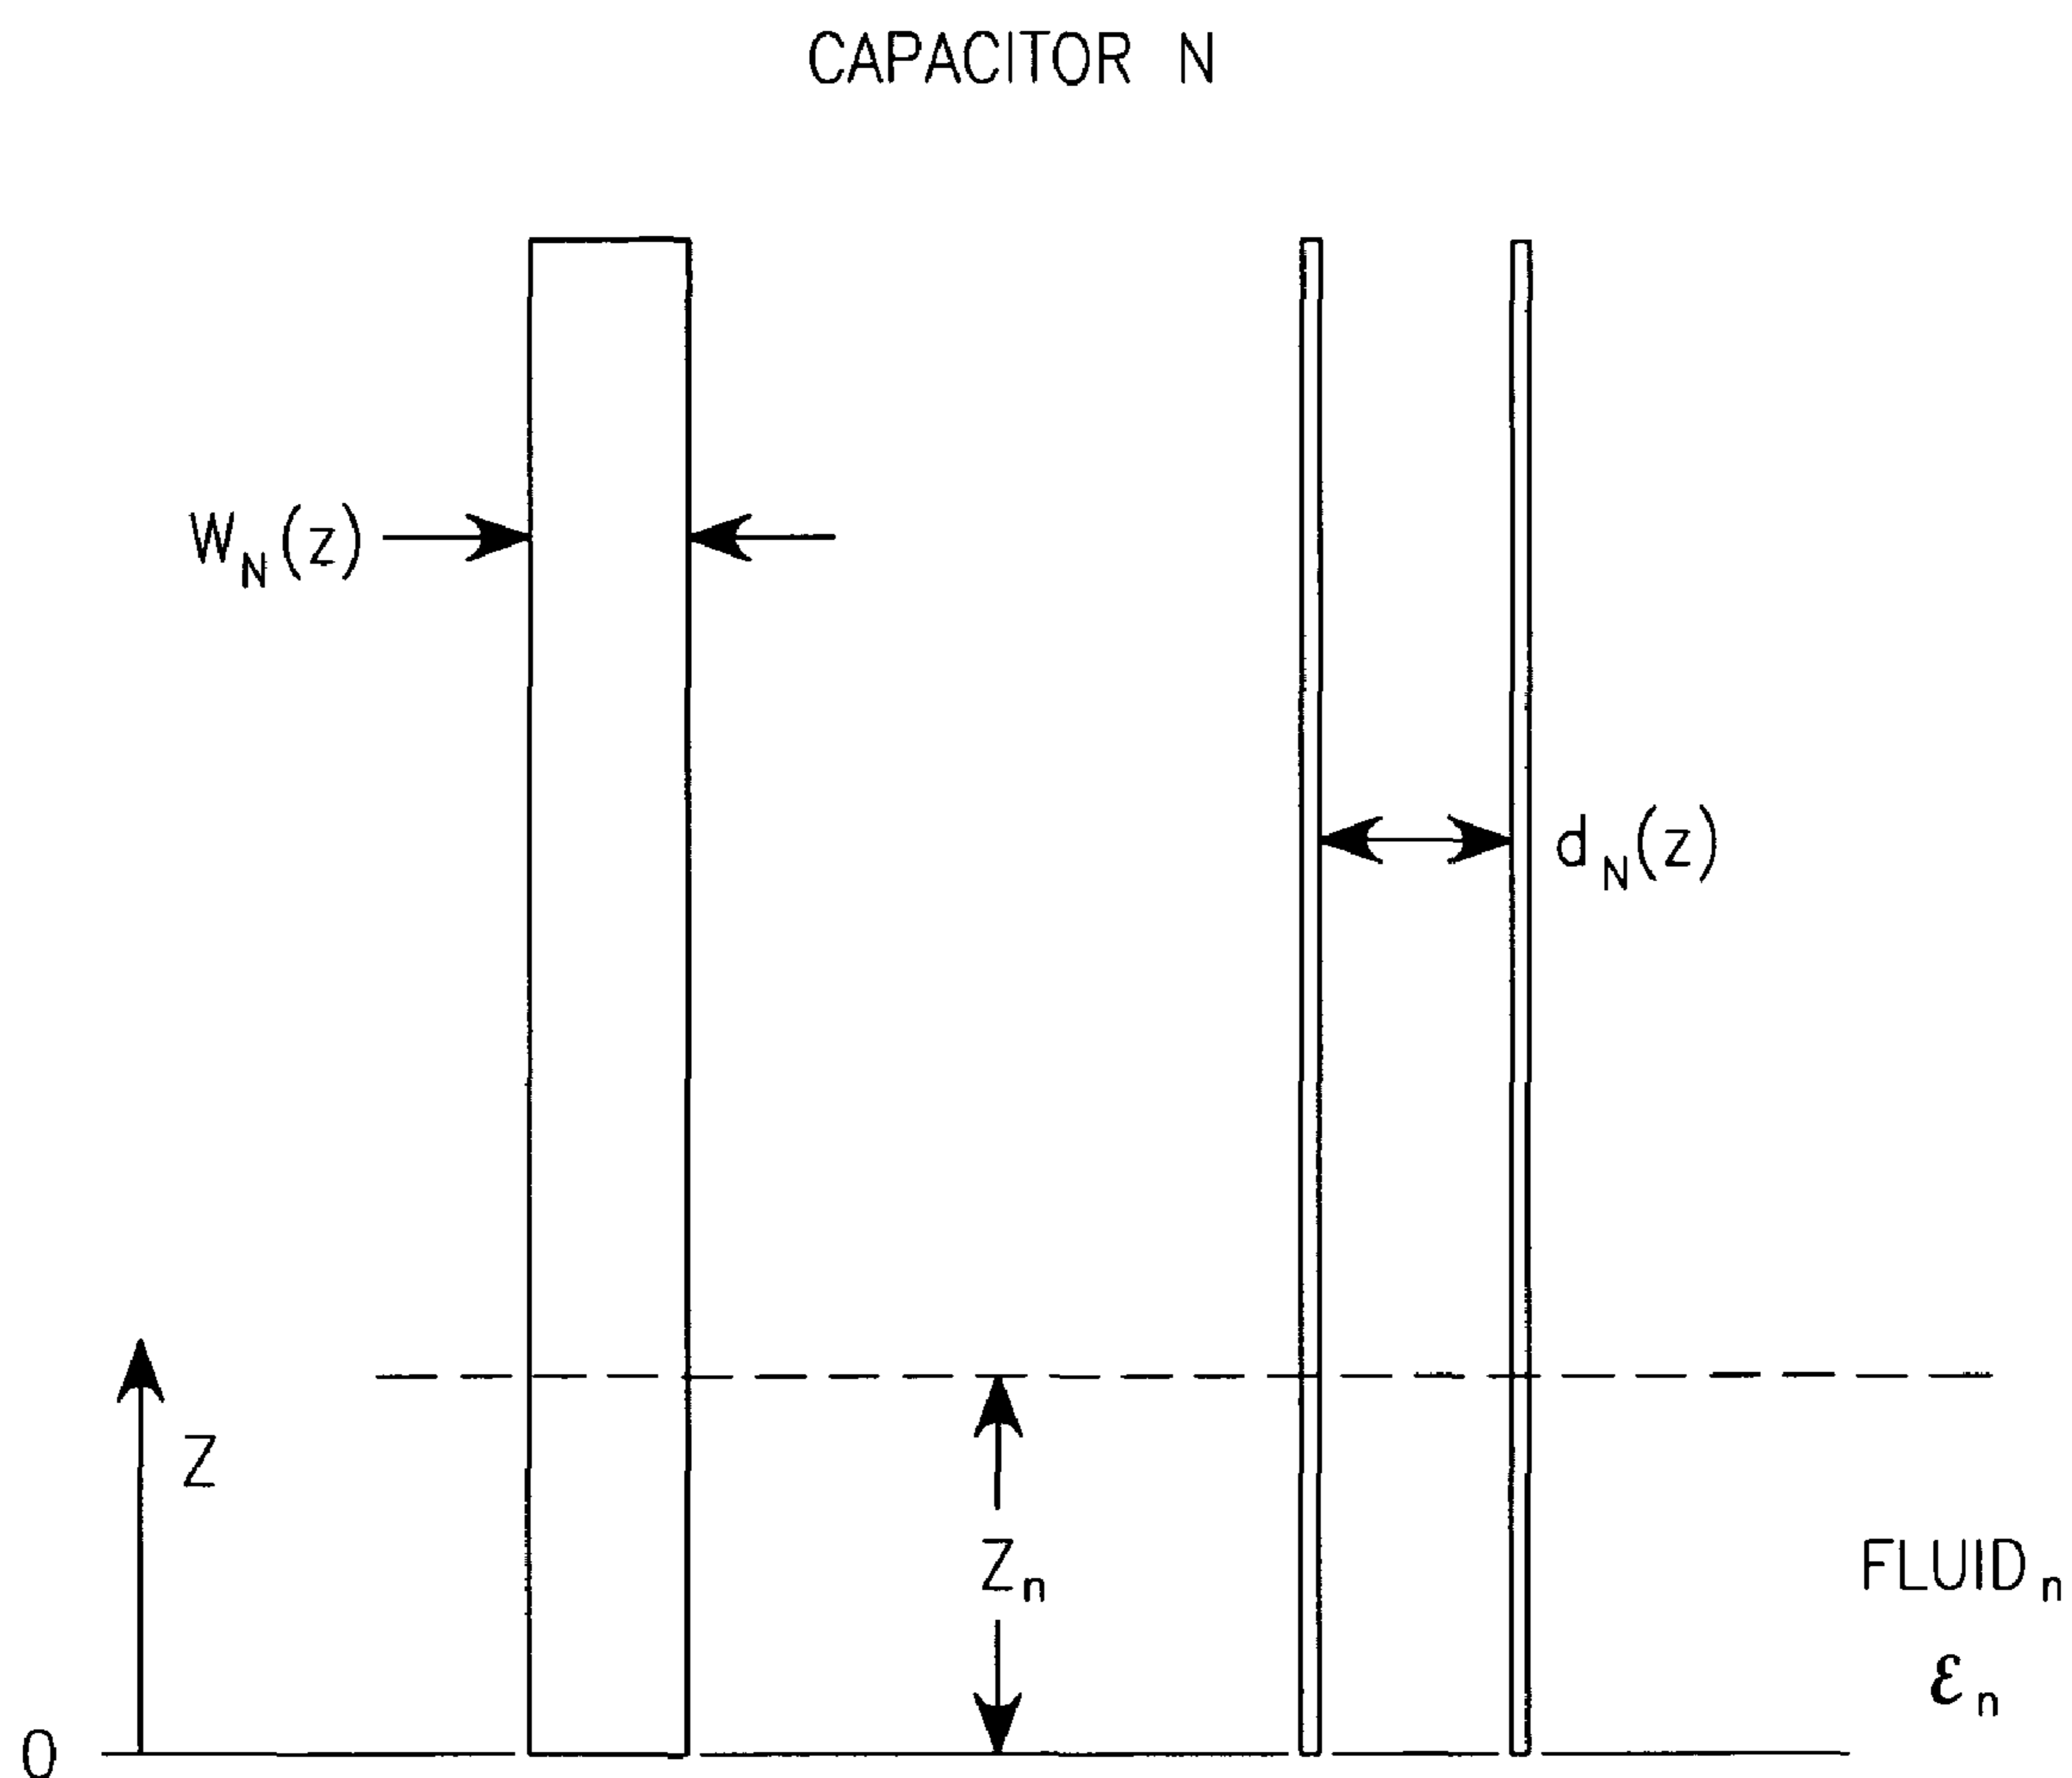 CAPACITOR N
W_N(z)
d_N(z)
Z
Z_n
FLUID_n
ε_n
0